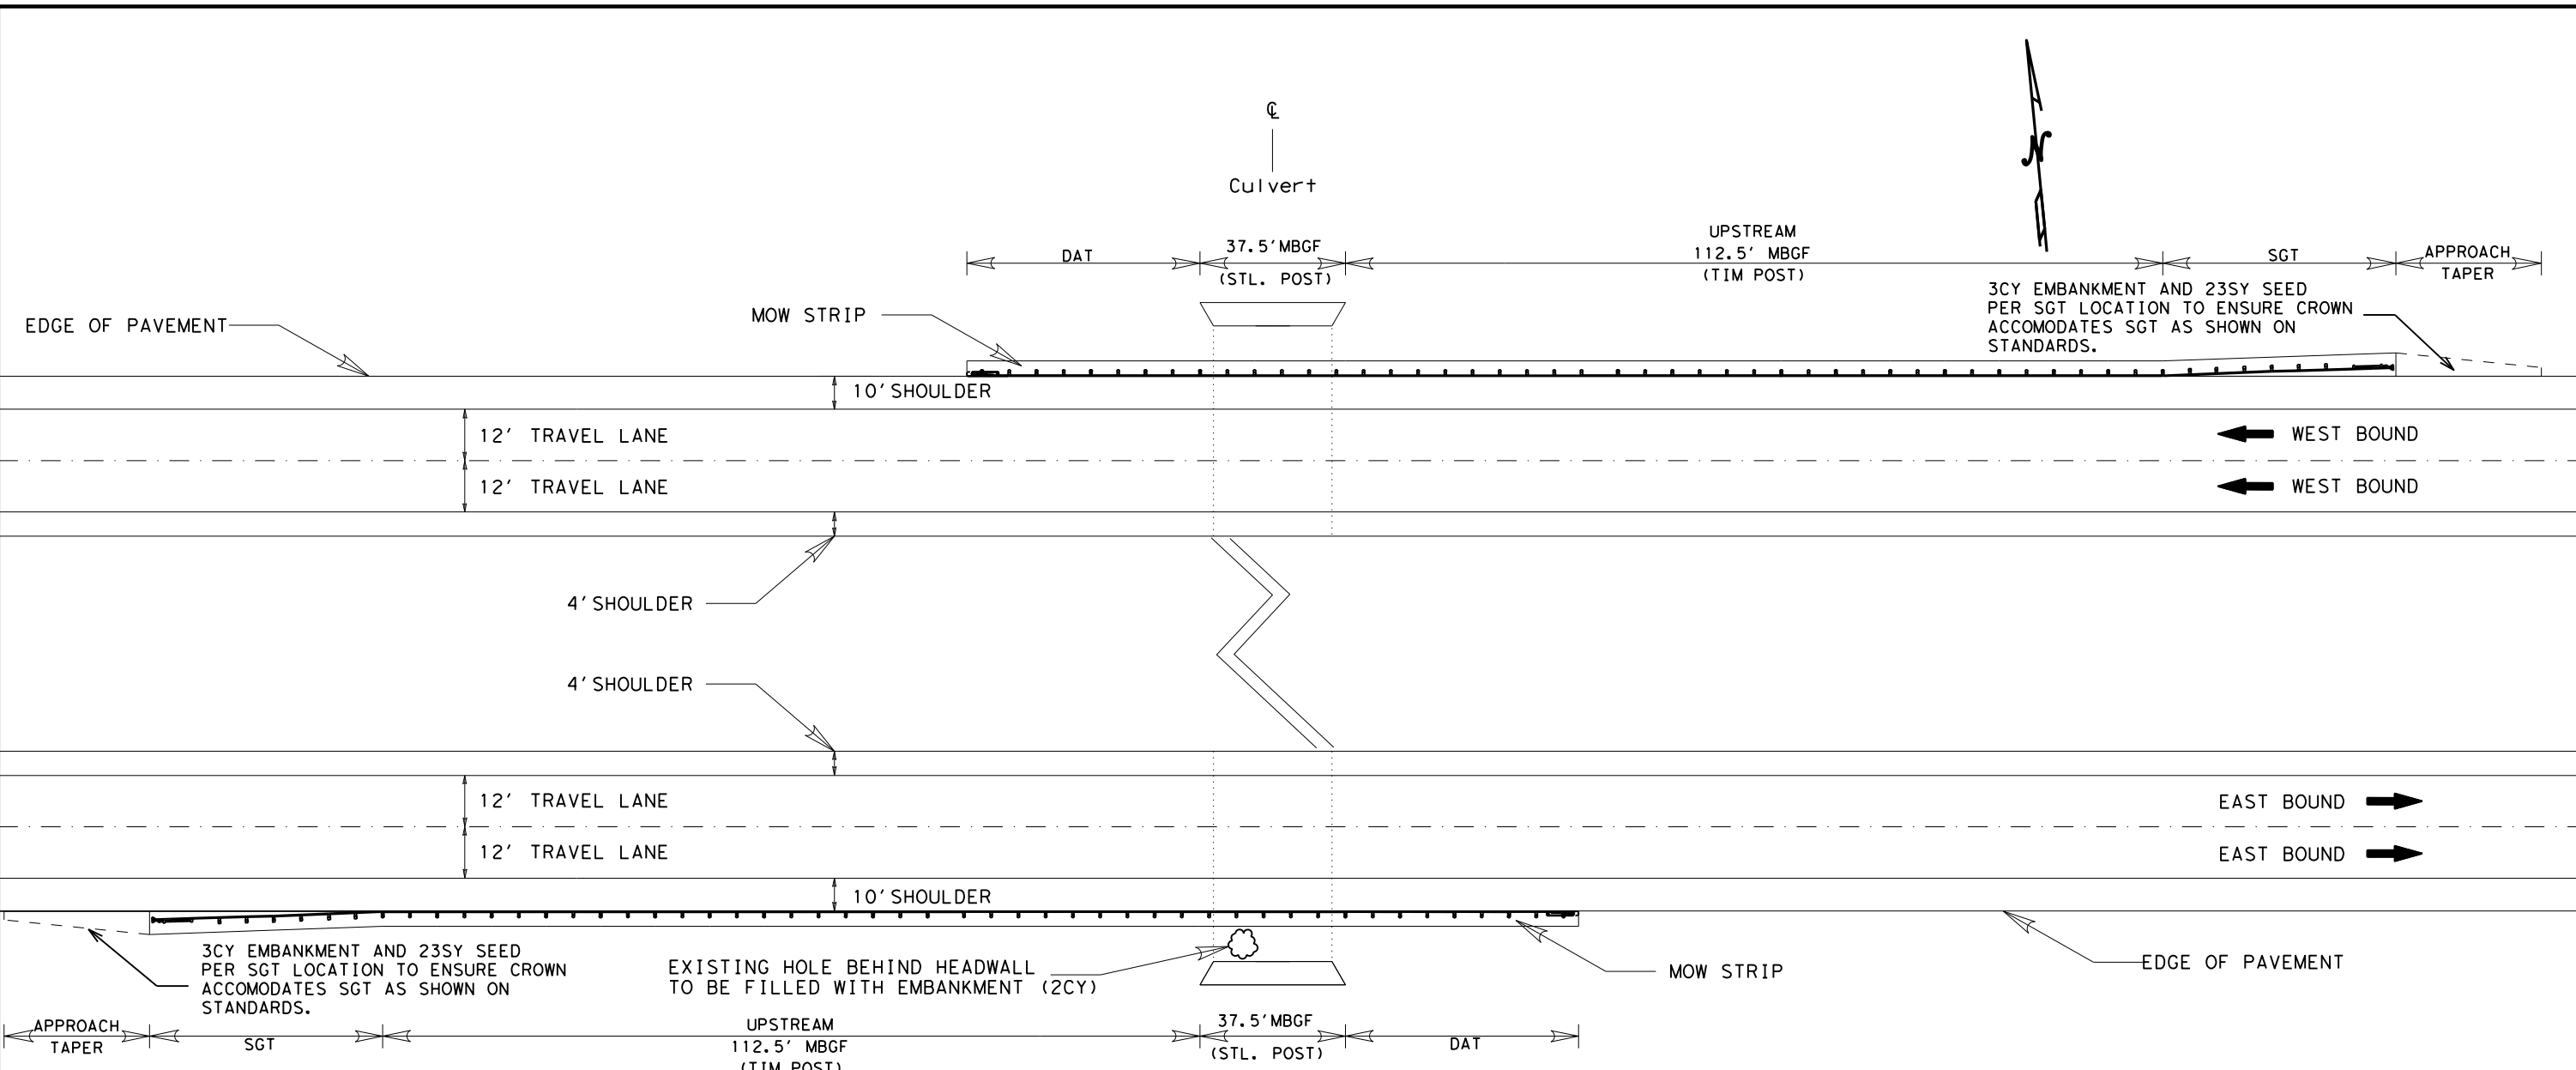 ℄
Culvert
N
UPSTREAM
112.5' MBGF
(TIM POST)
DAT
37.5'MBGF
(STL. POST)
SGT
APPROACH
TAPER
3CY EMBANKMENT AND 23SY SEED
PER SGT LOCATION TO ENSURE CROWN
ACCOMODATES SGT AS SHOWN ON
STANDARDS.
MOW STRIP
EDGE OF PAVEMENT
10'SHOULDER
12' TRAVEL LANE
WEST BOUND
12' TRAVEL LANE
WEST BOUND
4'SHOULDER
4'SHOULDER
12' TRAVEL LANE
EAST BOUND
12' TRAVEL LANE
EAST BOUND
10'SHOULDER
3CY EMBANKMENT AND 23SY SEED
PER SGT LOCATION TO ENSURE CROWN
ACCOMODATES SGT AS SHOWN ON
STANDARDS.
EXISTING HOLE BEHIND HEADWALL
TO BE FILLED WITH EMBANKMENT (2CY)
MOW STRIP
EDGE OF PAVEMENT
APPROACH
TAPER
SGT
UPSTREAM
112.5' MBGF
(TIM POST)
37.5'MBGF
(STL. POST)
DAT